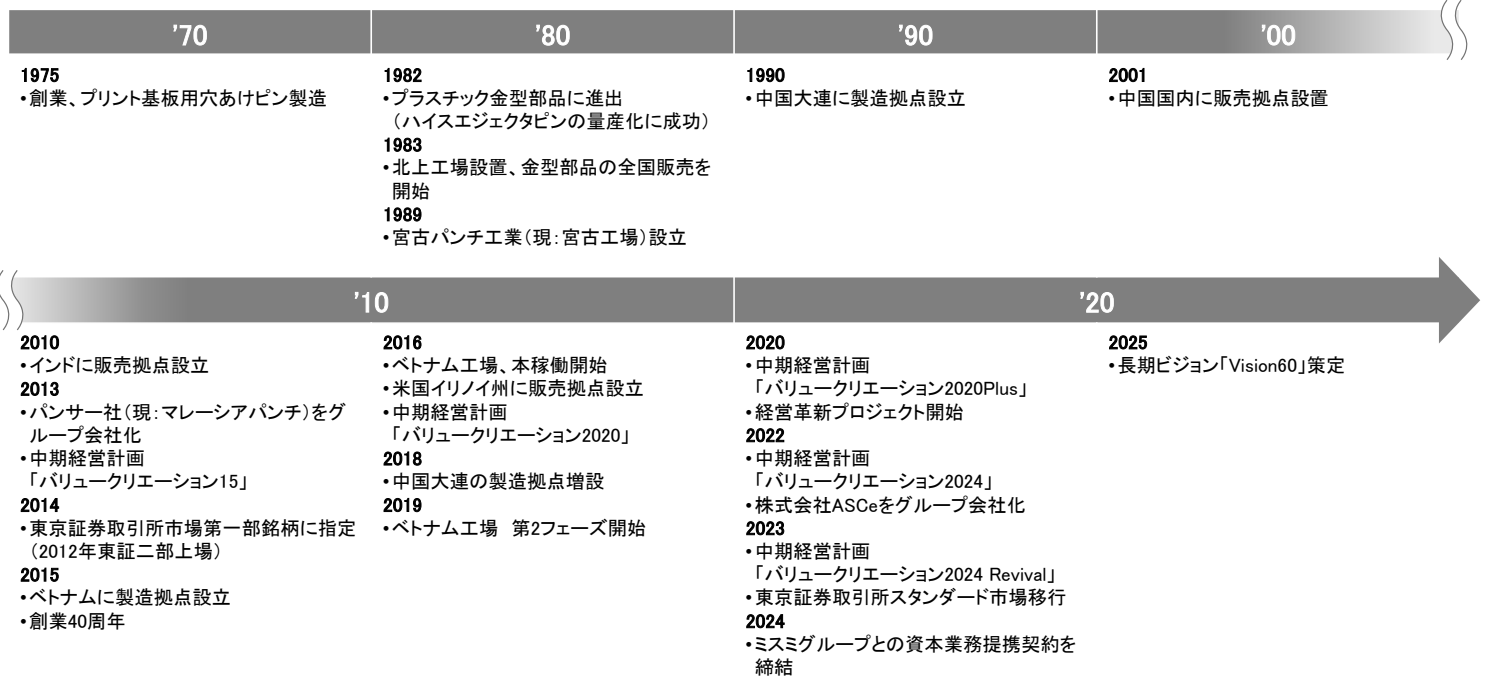 ’70
’80
’90
’00
1975
・創業、プリント基板用穴あけピン製造
1982
・プラスチック金型部品に進出
（ハイスエジェクタピンの量産化に成功）
1983
・北上工場設置、金型部品の全国販売を
開始
1989
・宮古パンチ工業（現：宮古工場）設立
1990
・中国大連に製造拠点設立
2001
・中国国内に販売拠点設置
’10
’20
2010
・インドに販売拠点設立
2013
・パンサー社（現：マレーシアパンチ）をグ
ループ会社化
・中期経営計画
「バリュークリエーション15」
2014
・東京証券取引所市場第一部銘柄に指定
（2012年東証二部上場）
2015
・ベトナムに製造拠点設立
・創業40周年
2016
・ベトナム工場、本稼働開始
・米国イリノイ州に販売拠点設立
・中期経営計画
「バリュークリエーション2020」
2018
・中国大連の製造拠点増設
2019
・ベトナム工場　第2フェーズ開始
2020
・中期経営計画
「バリュークリエーション2020Plus」
・経営革新プロジェクト開始
2022
・中期経営計画
「バリュークリエーション2024」
・株式会社ASCeをグループ会社化
2023
・中期経営計画
「バリュークリエーション2024 Revival」
・東京証券取引所スタンダード市場移行
2024
・ミスミグループとの資本業務提携契約を
締結
2025
・長期ビジョン「Vision60」策定